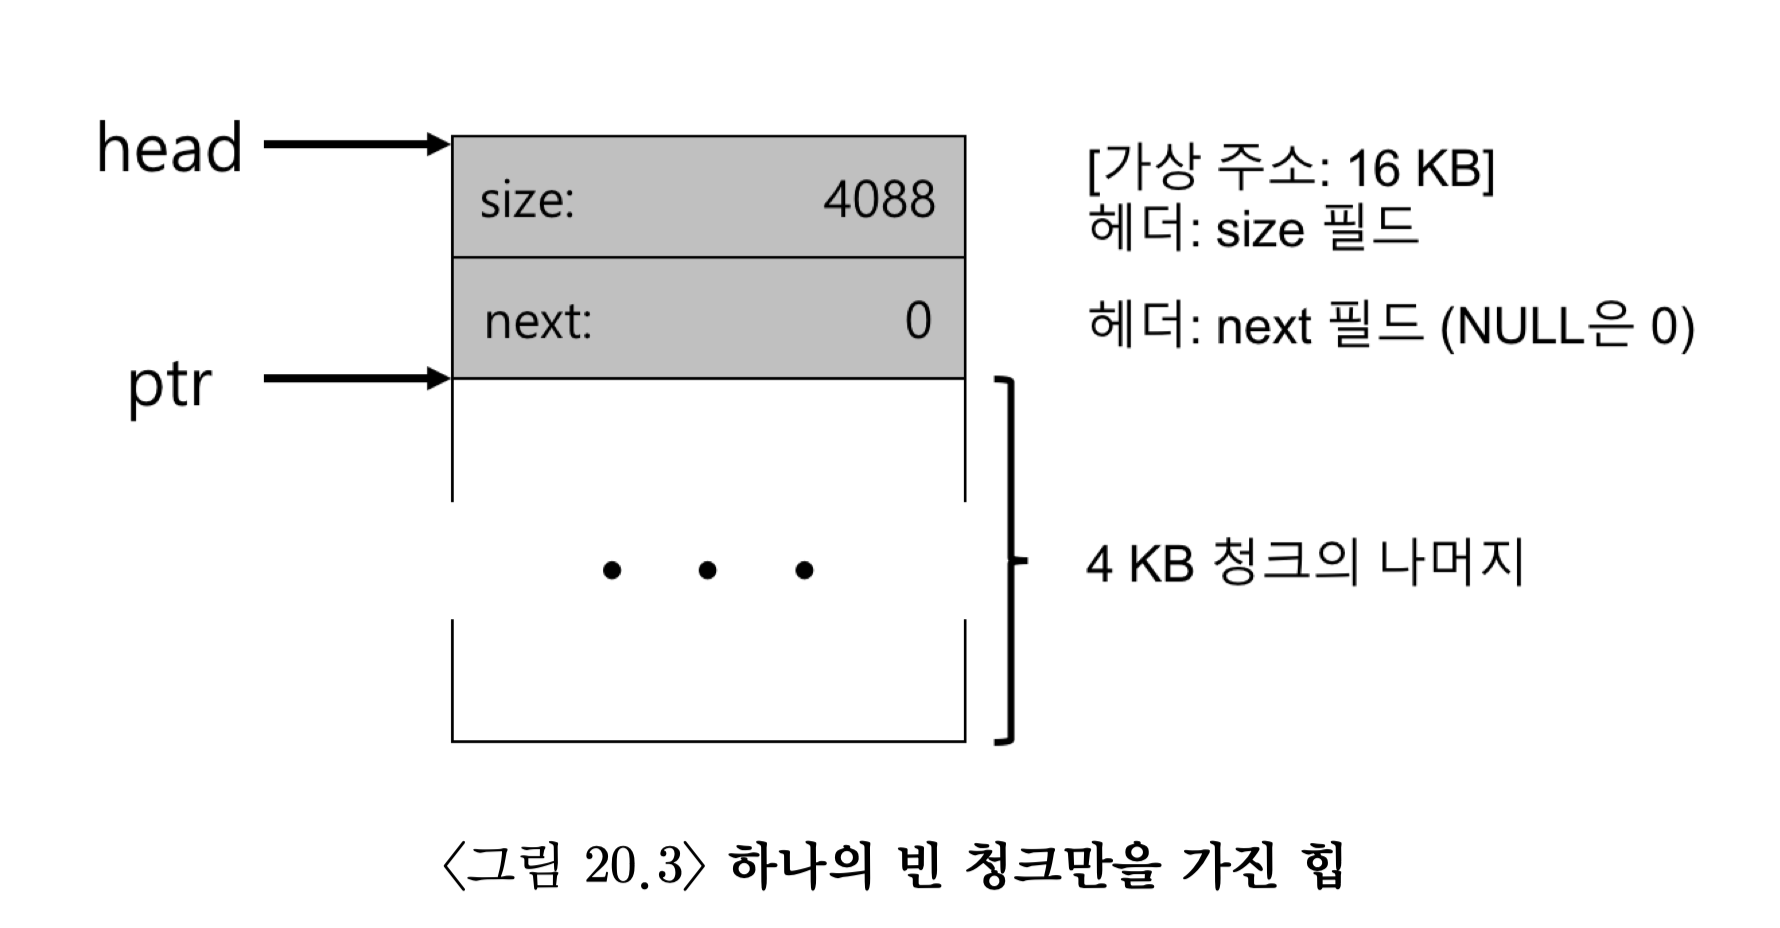 head
size: 4088
[가상 주소: 16 KB]
헤더: size 필드
next: 0
헤더: next 필드 (NULL은 0)
ptr
4 KB 청크의 나머지
〈그림 20.3〉 하나의 빈 청크만을 가진 힙